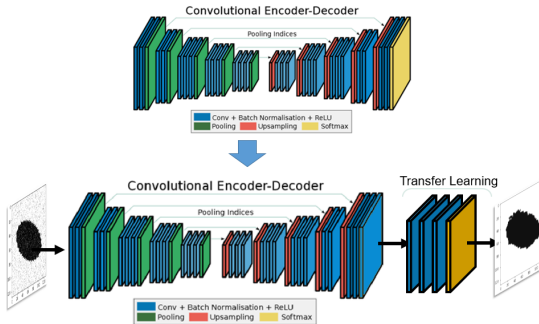 Convolutional Encoder-Decoder
Pooling Indices
Conv + Batch Normalisation + ReLU
Pooling Upsampling Softmax
Convolutional Encoder-Decoder
Transfer Learning
Pooling Indices
Conv + Batch Normalisation + ReLU
Pooling Upsampling Softmax